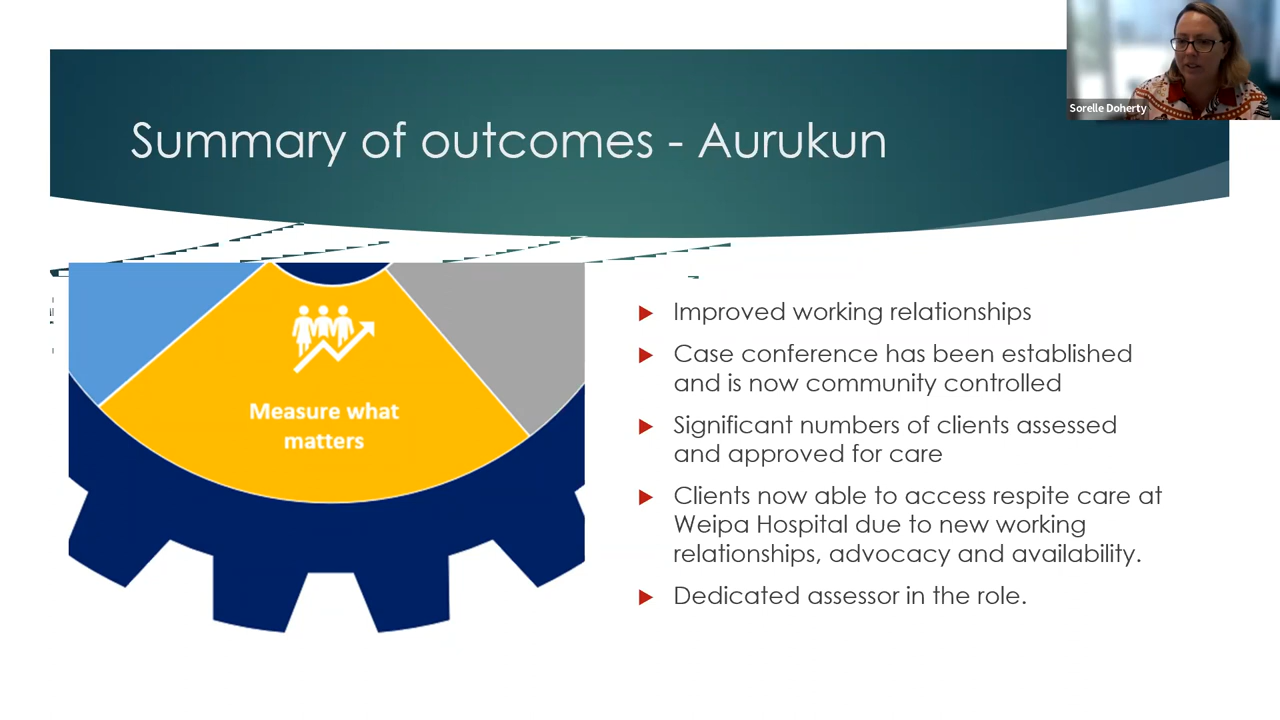 Sorelle Doherty
Summary of outcomes - Aurukun
Measure what
matters
Improved working relationships
Case conference has been established
and is now community controlled
Significant numbers of clients assessed
and approved for care
Clients now able to access respite care at
Weipa Hospital due to new working
relationships, advocacy and availability.
Dedicated assessor in the role.